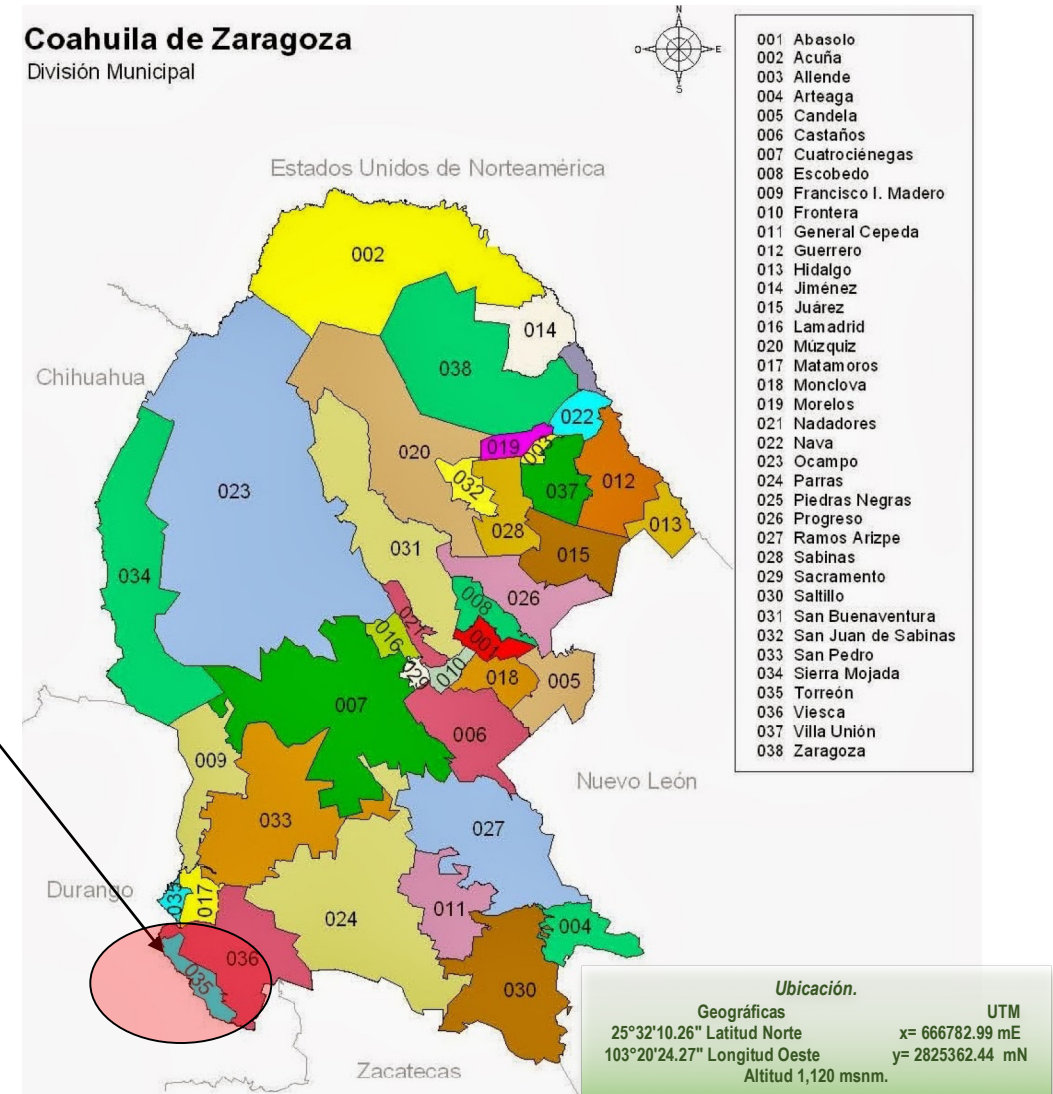 Coahuila de Zaragoza
División Municipal
N
O
E
S
001 Abasolo
002 Acuña
003 Allende
004 Arteaga
005 Candela
006 Castaños
007 Cuatrociénegas
008 Escobedo
009 Francisco I. Madero
010 Frontera
011 General Cepeda
012 Guerrero
013 Hidalgo
014 Jiménez
015 Juárez
016 Lamadrid
020 Múzquiz
017 Matamoros
018 Monclova
019 Morelos
021 Nadadores
022 Nava
023 Ocampo
024 Parras
025 Piedras Negras
026 Progreso
027 Ramos Arizpe
028 Sabinas
029 Sacramento
030 Saltillo
031 San Buenaventura
032 San Juan de Sabinas
033 San Pedro
034 Sierra Mojada
035 Torreón
036 Viesca
037 Villa Unión
038 Zaragoza
Estados Unidos de Norteamérica
002
014
038
Chihuahua
022
019
003
020
032
037
012
023
028
013
031
015
034
008
026
021
016
001
010
029
018
005
007
006
009
Nuevo León
033
027
Durango
035
017
011
024
004
036
035
030
Zacatecas
Ubicación.
Geográficas UTM
25°32'10.26" Latitud Norte x= 666782.99 mE
103°20'24.27" Longitud Oeste y= 2825362.44 mN
Altitud 1,120 msnm.